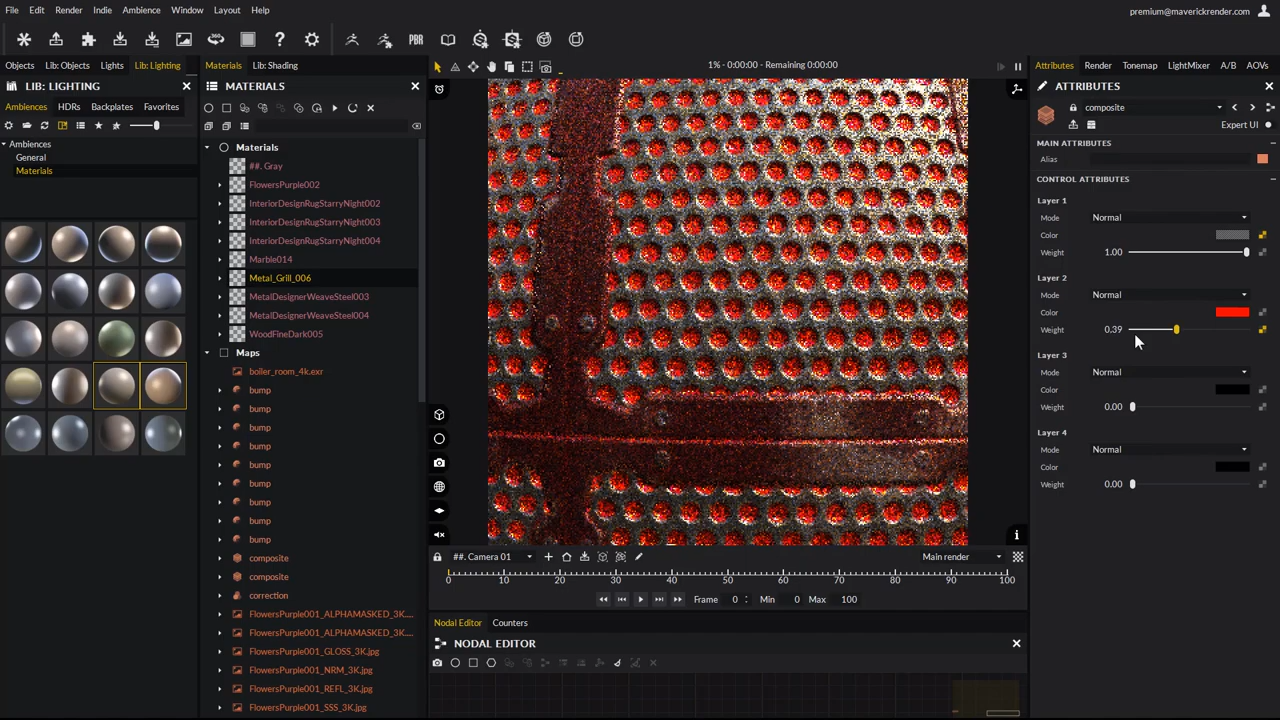 File Edit Render Indie Ambience Window Layout Help
premium@maverickrender.com
360°
?
PBR
Objects Lib: Objects Lights Lib: Lighting
Materials Lib: Shading
1% - 0:00:00 - Remaining 0:00:00
Attributes Render Tonemap LightMixer A/B AOVs
LIB: LIGHTING
MATERIALS
ATTRIBUTES
Ambiences HDRs Backplates Favorites
composite
Expert UI
Ambiences
General
Materials
MAIN ATTRIBUTES
Alias
CONTROL ATTRIBUTES
Layer 1
Mode Normal
Color
Weight 1.00
Layer 2
Mode Normal
Color
Weight 0.39
Layer 3
Mode Normal
Color
Weight 0.00
Layer 4
Mode Normal
Color
Weight 0.00
Materials
##. Gray
FlowersPurple002
InteriorDesignRugStarryNight002
InteriorDesignRugStarryNight003
InteriorDesignRugStarryNight004
Marble014
Metal_Grill_006
MetalDesignerWeaveSteel003
MetalDesignerWeaveSteel004
WoodFineDark005
Maps
boiler_room_4k.exr
bump
bump
bump
bump
bump
bump
bump
bump
bump
composite
composite
correction
FlowersPurple001_ALPHAMASKED_3K....
FlowersPurple001_ALPHAMASKED_3K....
FlowersPurple001_GLOSS_3K.jpg
FlowersPurple001_NRM_3K.jpg
FlowersPurple001_REFL_3K.jpg
FlowersPurple001_SSS_3K.jpg
##. Camera 01
Main render
0 10 20 30 40 50 60 70 80 90 100
Frame 0 Min 0 Max 100
Nodal Editor Counters
NODAL EDITOR